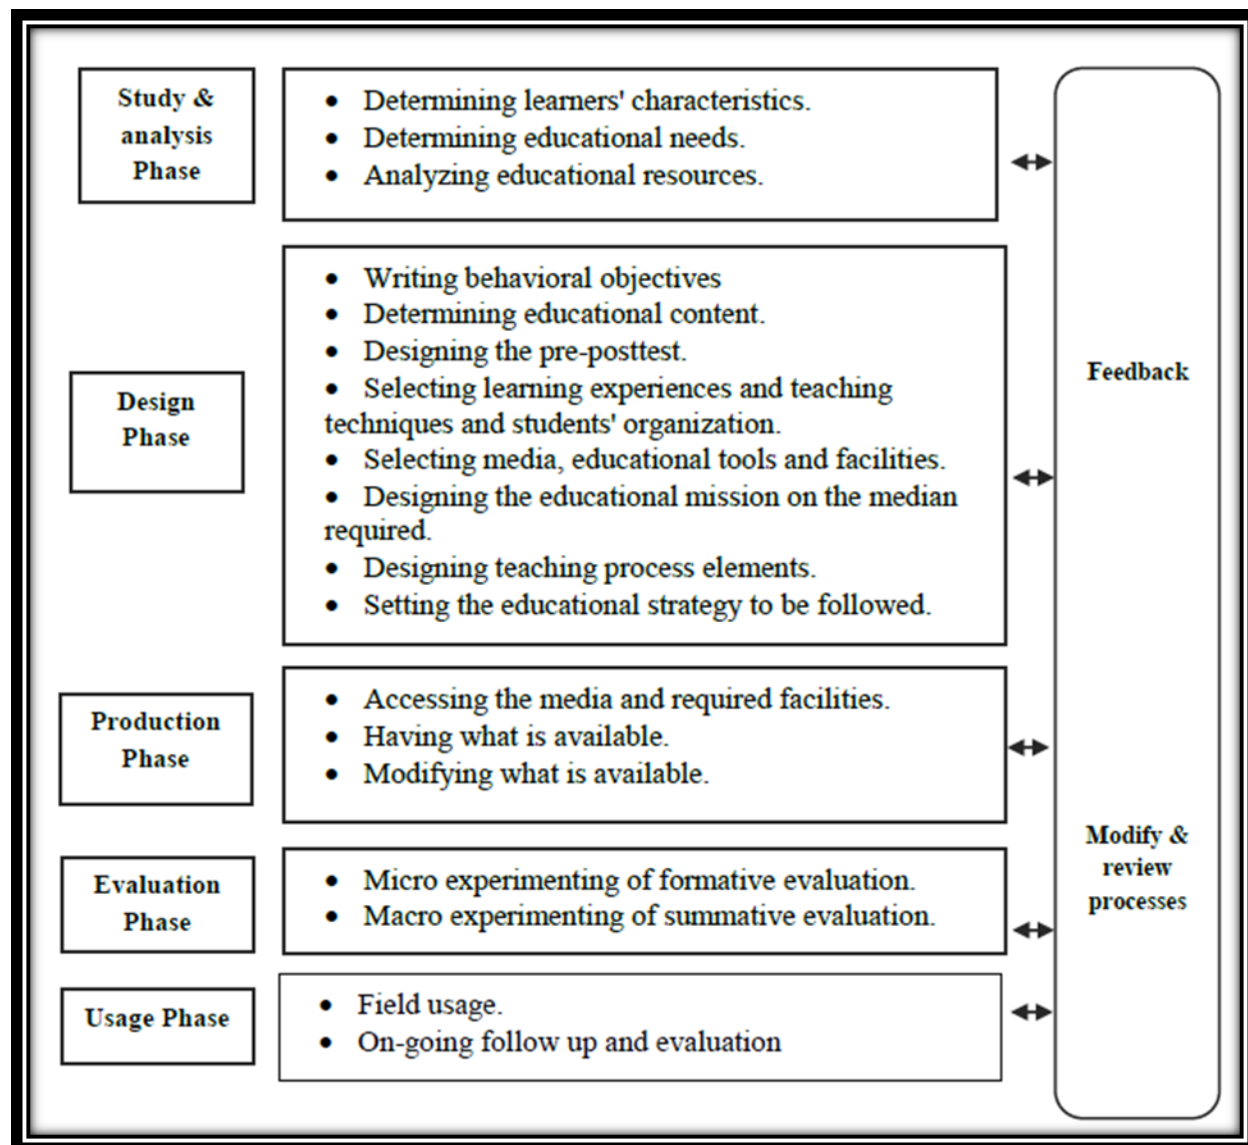 Study &
analysis
Phase
• Determining learners' characteristics.
• Determining educational needs.
• Analyzing educational resources.
Design
Phase
• Writing behavioral objectives
• Determining educational content.
• Designing the pre-posttest.
• Selecting learning experiences and teaching
techniques and students' organization.
• Selecting media, educational tools and facilities.
• Designing the educational mission on the median
required.
• Designing teaching process elements.
• Setting the educational strategy to be followed.
Production
Phase
• Accessing the media and required facilities.
• Having what is available.
• Modifying what is available.
Evaluation
Phase
• Micro experimenting of formative evaluation.
• Macro experimenting of summative evaluation.
Usage Phase
• Field usage.
• On-going follow up and evaluation
Feedback
Modify &
review
processes